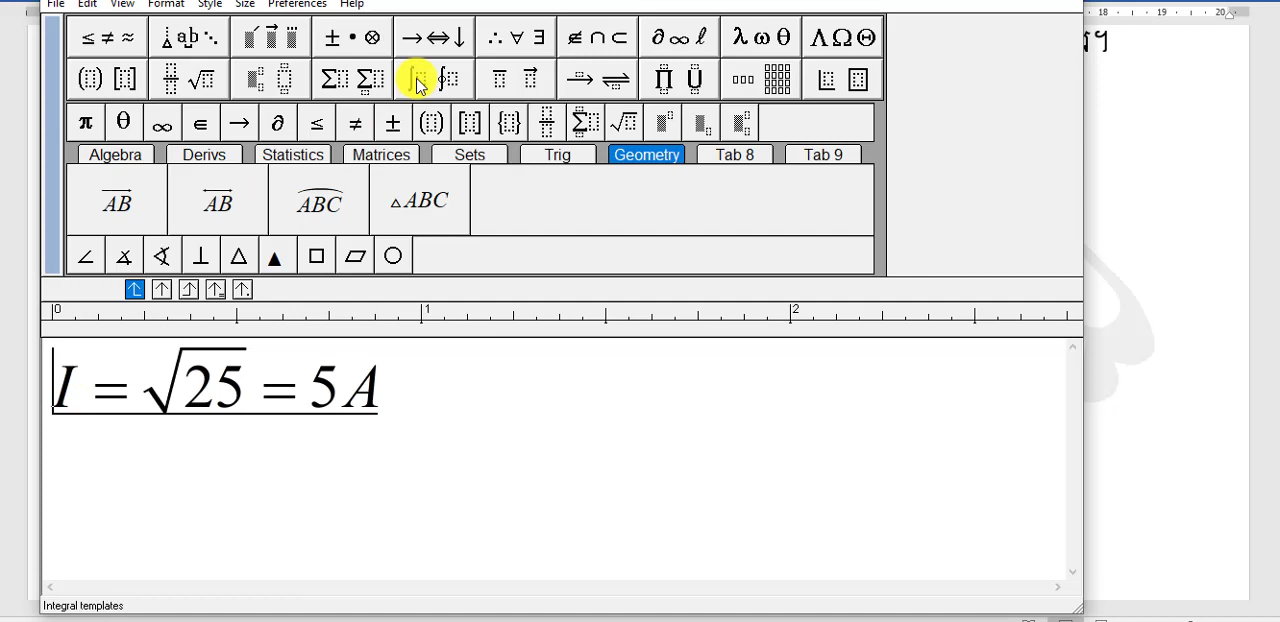 File Edit View Format Style Size Preferences Help
≤ ≠ ≈ a b ⋱ ± • ⊗ → ⇔ ↓ ∴ ∀ ∃ ∉ ∩ ⊂ ∂ ∞ ℓ λ ω θ Λ Ω Θ
π θ ∞ ∈ → ∂ ≤ ≠ ±
Algebra Derivs Statistics Matrices Sets Trig Geometry Tab 8 Tab 9
AB AB ABC △ABC
0 1 2
I = √25 = 5 A
Integral templates
18 19 20